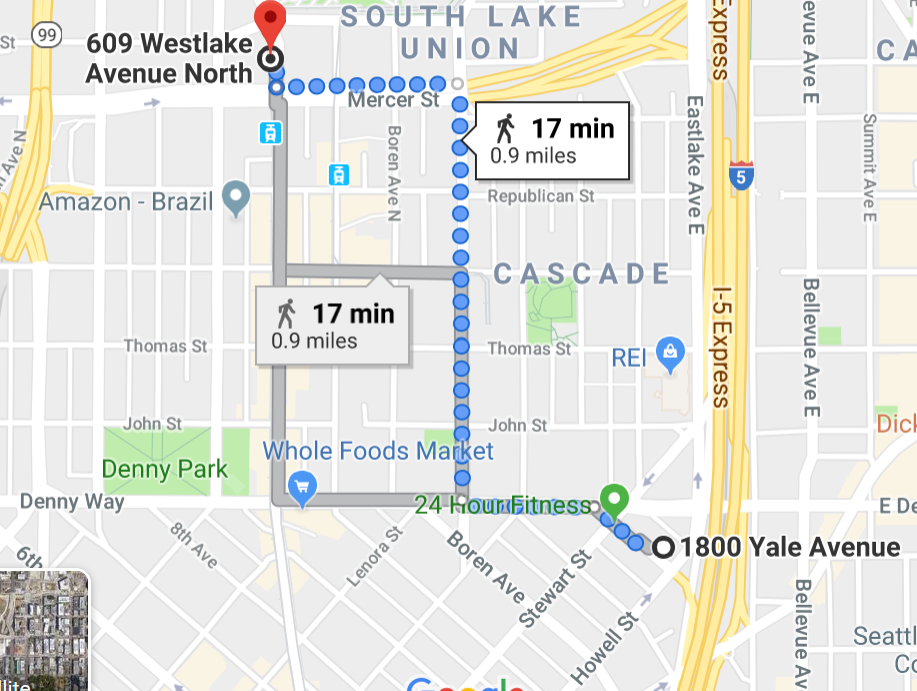 SOUTH LAKE
UNION
St
99
609 Westlake
Avenue North
Mercer St
17 min
0.9 miles
Express
Bellevue Ave E
Eastlake Ave E
Summit Ave E
CA
Boren Ave N
Amazon - Brazil
Republican St
5
CASCADE
17 min
0.9 miles
I-5 Express
Bellevue Ave E
Thomas St
Thomas St
REI
John St
John St
Dick
Whole Foods Market
Denny Park
Denny Way
24 Hour Fitness
E De
8th Ave
6th
Lenora St
Boren Ave
Stewart St
1800 Yale Avenue
Howell St
Bellevue Av
Seattl
Co
Google